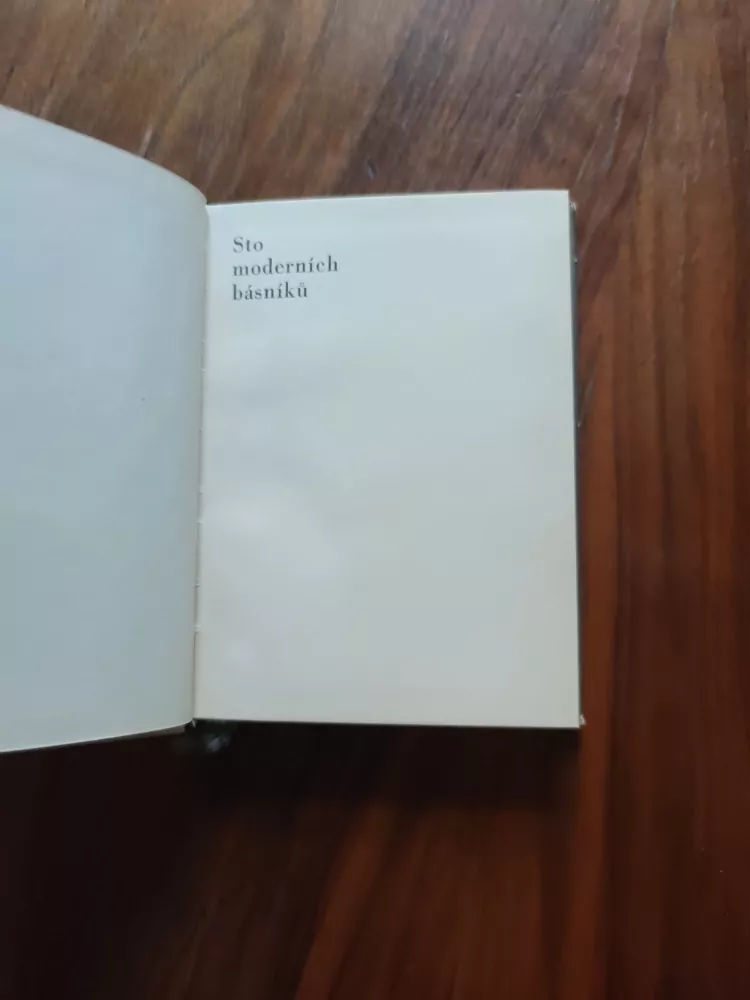 Sto
moderních
básníků